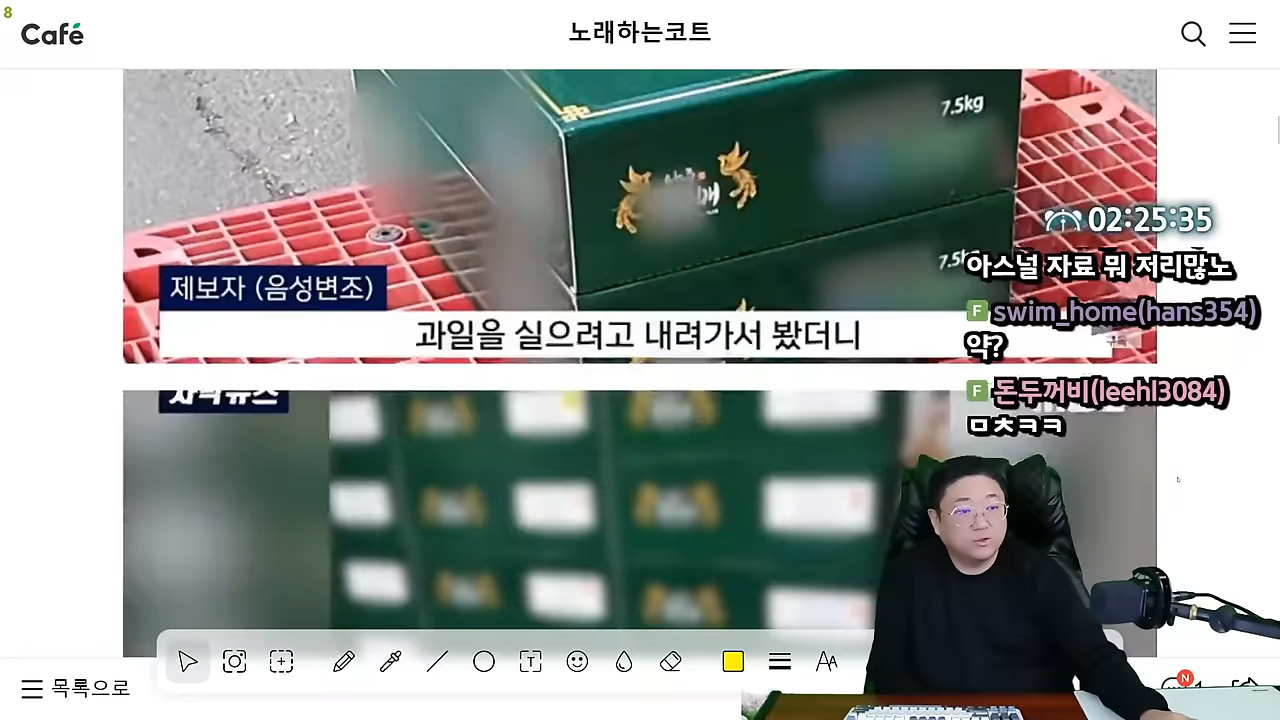 8
Café
노래하는코트
7.5kg
02:25:35
아스널 자료 뭐 저리많노
제보자 (음성변조)
과일을 실으려고 내려가서 봤더니
F swim_home(hans354)
약?
F 돈두꺼비(leehl3084)
ㅁㅊㅋㅋ
N
목록으로